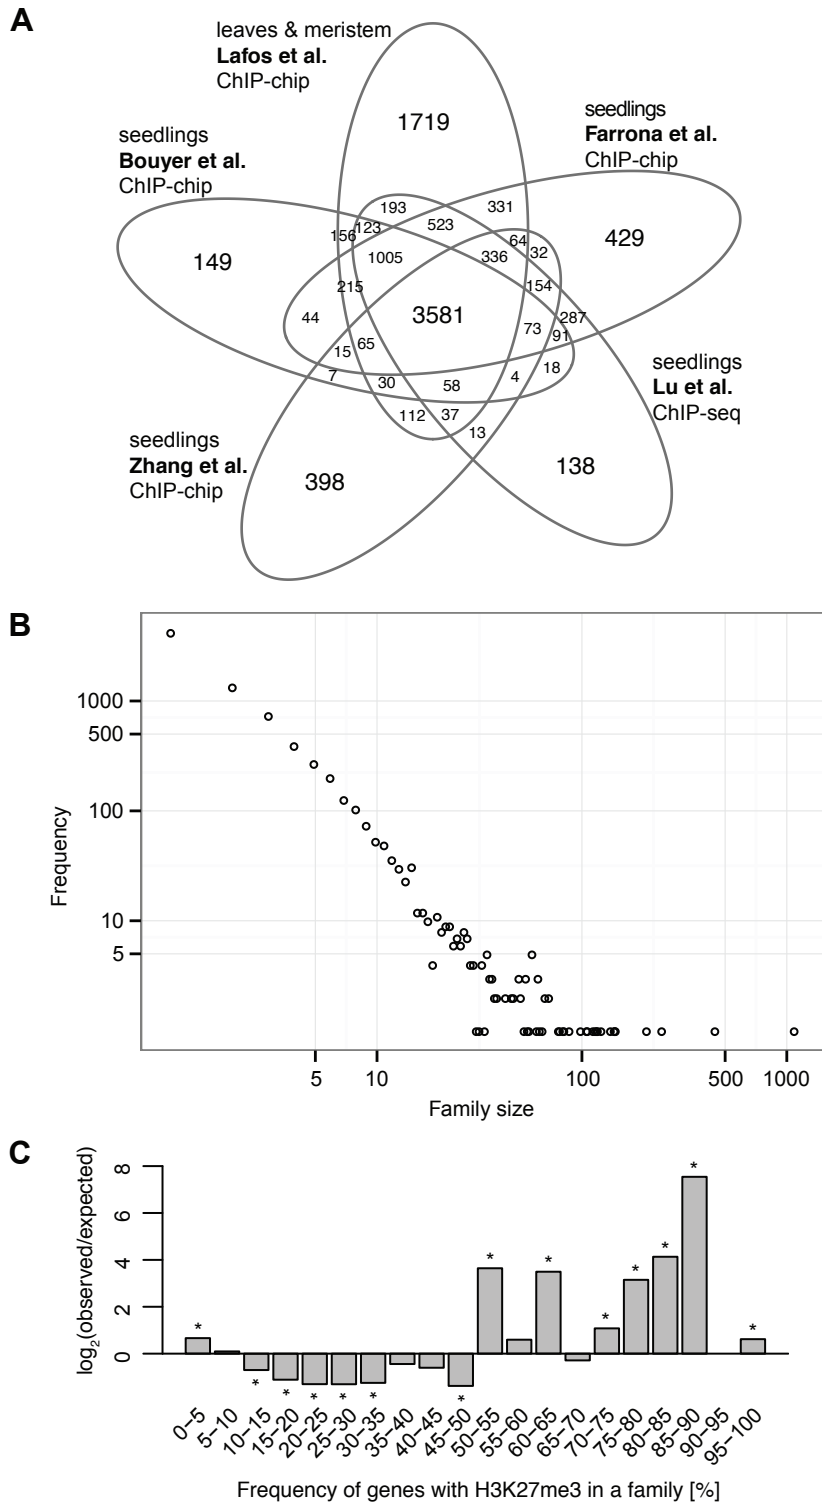 A
leaves & meristem
Lafos et al.
ChIP-chip
seedlings
Farrona et al.
ChIP-chip
seedlings
Bouyer et al.
ChIP-chip
1719
193
331
123
523
156
64
32
429
149
1005
336
215
154
44
3581
287
73
91
15
65
7
30
58
4
18
112
37
13
seedlings
Lu et al.
ChIP-seq
seedlings
Zhang et al.
ChIP-chip
398
138
B
Frequency
1000
500
100
10
5
5 10 100 500 1000
Family size
C
log₂(observed/expected)
8
6
4
2
0
* * * * * * * * * * * * * *
0−5
5−10
10−15
15−20
20−25
25−30
30−35
35−40
40−45
45−50
50−55
55−60
60−65
65−70
70−75
75−80
80−85
85−90
90−95
95−100
Frequency of genes with H3K27me3 in a family [%]